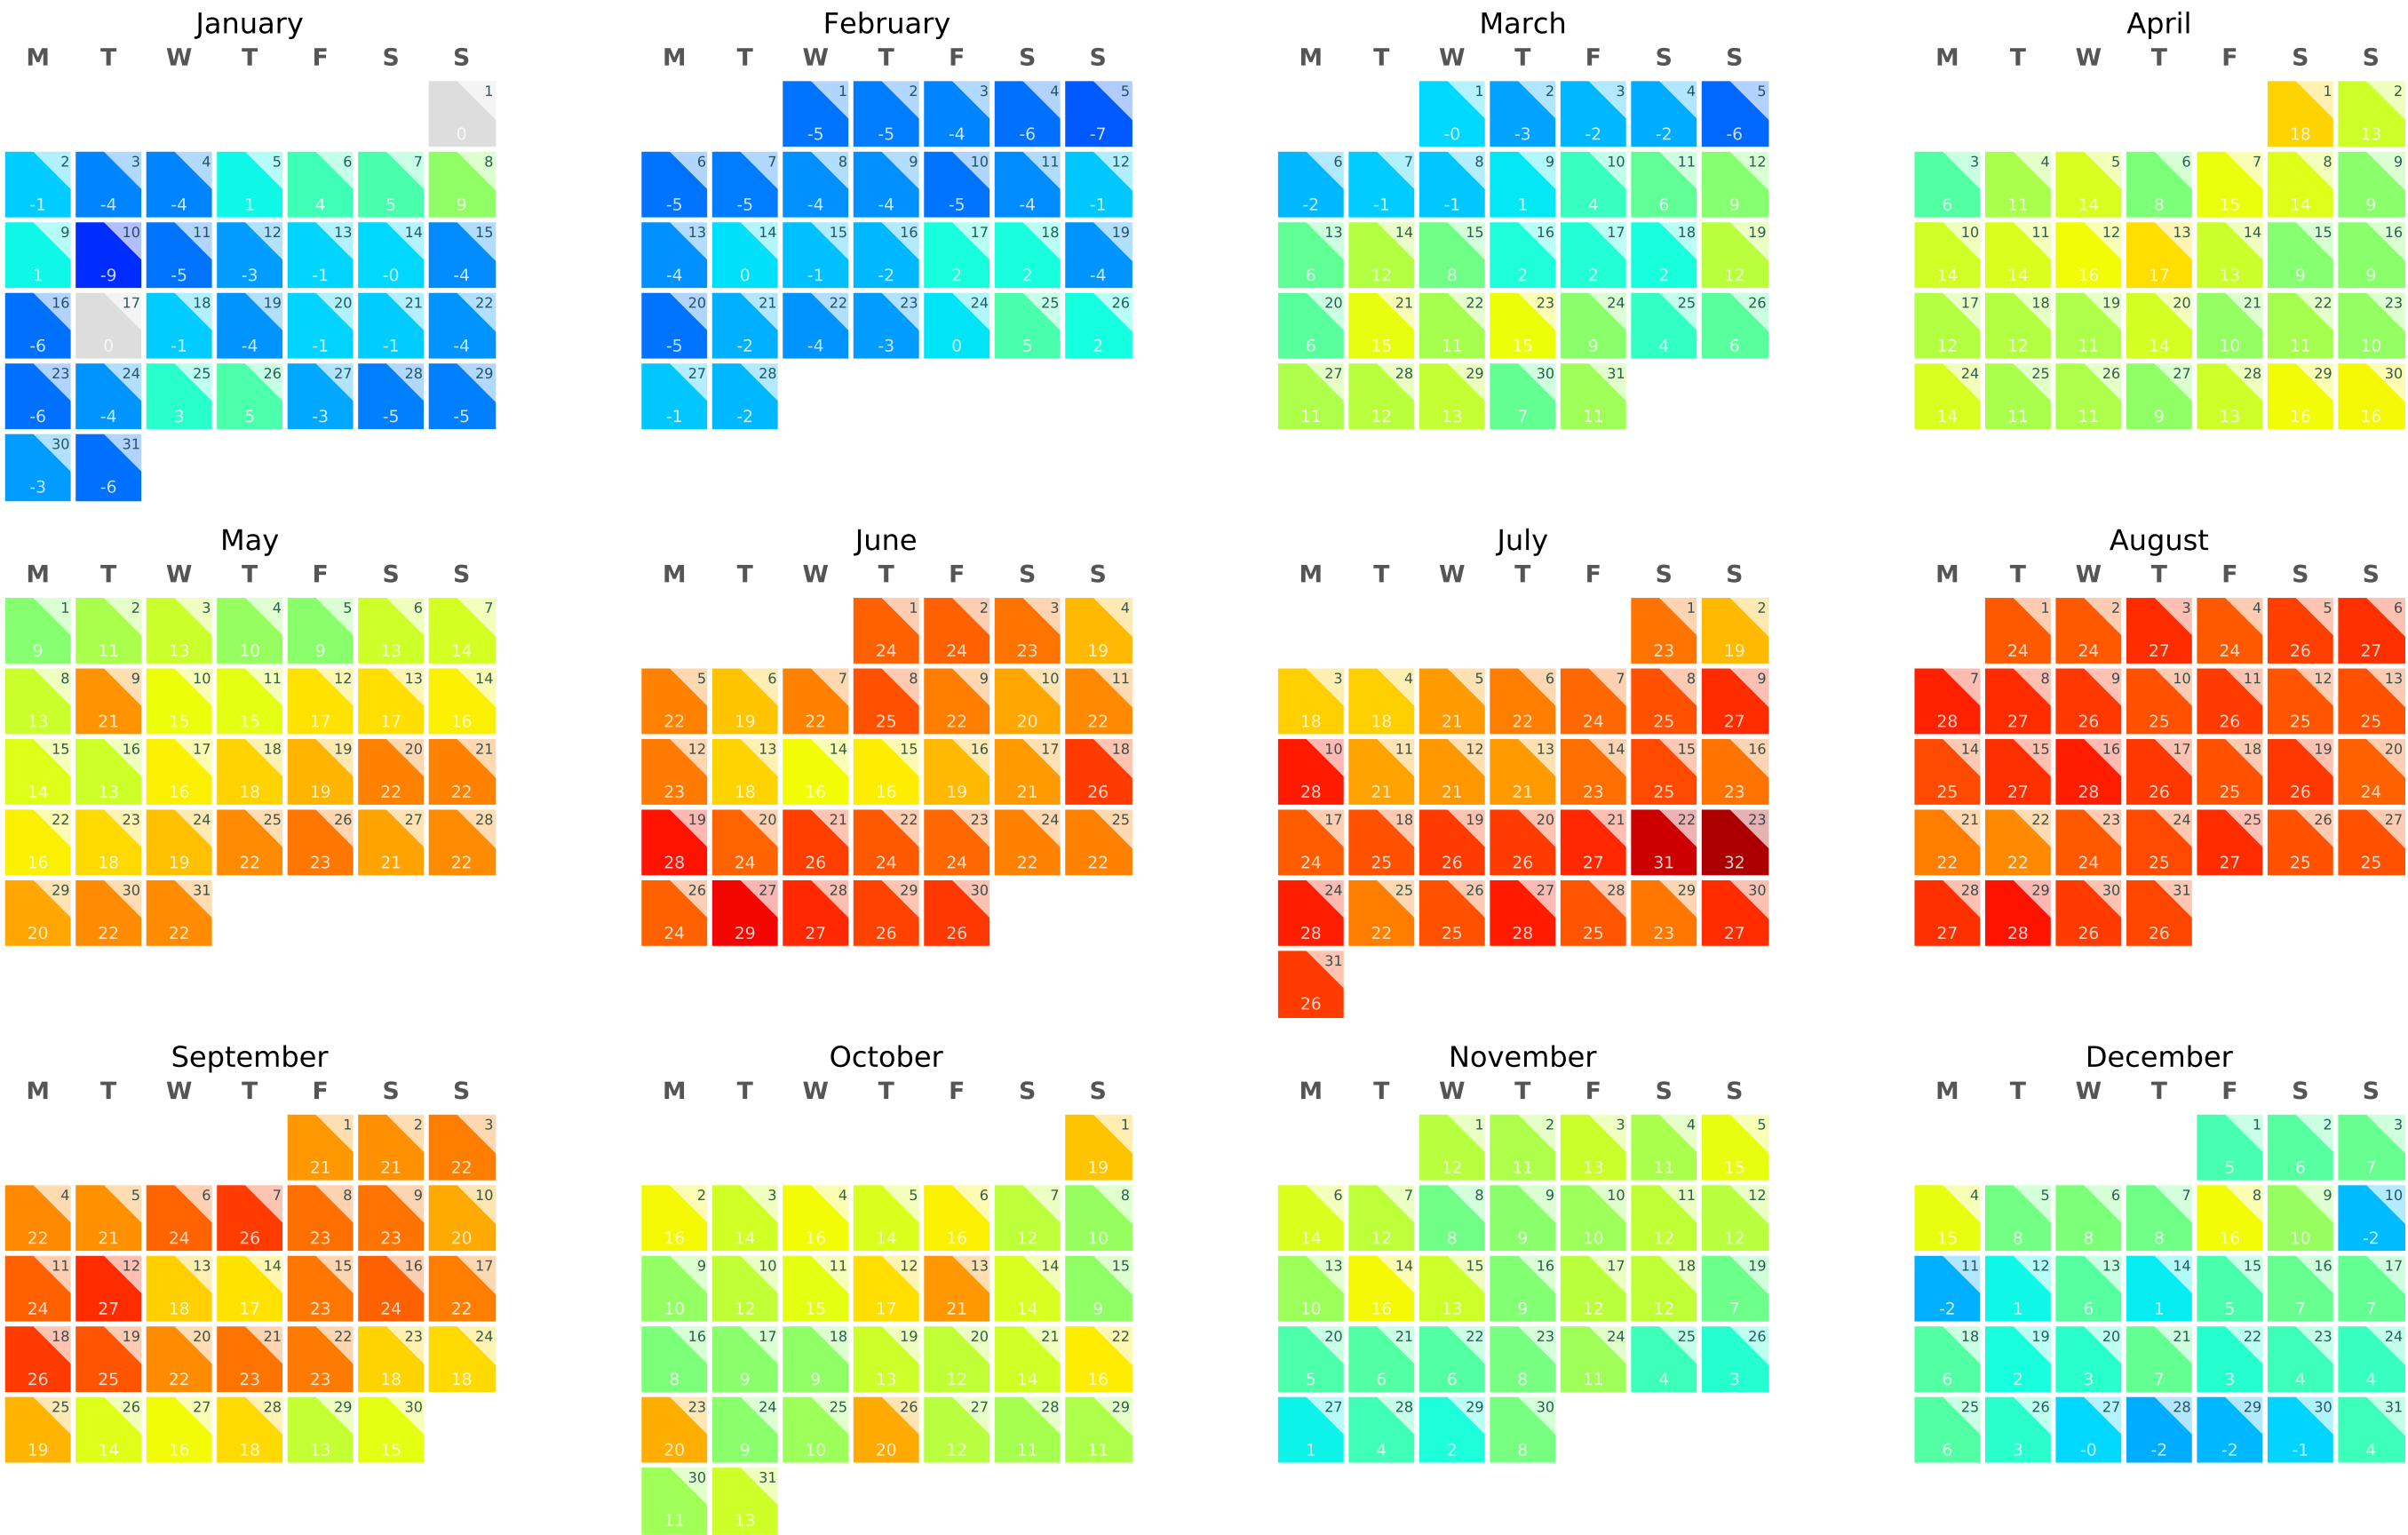 January February March April
M T W T F S S M T W T F S S M T W T F S S M T W T F S S
1 1 2 3 4 5 1 2 3 4 5 1 2
0 -5 -5 -4 -6 -7 -0 -3 -2 -2 -6 18 13
2 3 4 5 6 7 8 6 7 8 9 10 11 12 6 7 8 9 10 11 12 3 4 5 6 7 8 9
-1 -4 -4 1 4 5 9 -5 -5 -4 -4 -5 -4 -1 -2 -1 -1 1 4 6 9 6 11 14 8 15 14 9
9 10 11 12 13 14 15 13 14 15 16 17 18 19 13 14 15 16 17 18 19 10 11 12 13 14 15 16
1 -9 -5 -3 -1 -0 -4 -4 0 -1 -2 2 2 -4 6 12 8 2 2 2 12 14 14 16 17 13 9 9
16 17 18 19 20 21 22 20 21 22 23 24 25 26 20 21 22 23 24 25 26 17 18 19 20 21 22 23
-6 0 -1 -4 -1 -1 -4 -5 -2 -4 -3 0 5 2 6 15 11 15 9 4 6 12 12 11 14 10 11 10
23 24 25 26 27 28 29 27 28 27 28 29 30 31 24 25 26 27 28 29 30
-6 -4 3 5 -3 -5 -5 -1 -2 11 12 13 7 11 14 11 11 9 13 16 16
30 31
-3 -6
May June July August
M T W T F S S M T W T F S S M T W T F S S M T W T F S S
1 2 3 4 5 6 7 1 2 3 4 1 2 1 2 3 4 5 6
9 11 13 10 9 13 14 24 24 23 19 23 19 24 24 27 24 26 27
8 9 10 11 12 13 14 5 6 7 8 9 10 11 3 4 5 6 7 8 9 7 8 9 10 11 12 13
13 21 15 15 17 17 16 22 19 22 25 22 20 22 18 18 21 22 24 25 27 28 27 26 25 26 25 25
15 16 17 18 19 20 21 12 13 14 15 16 17 18 10 11 12 13 14 15 16 14 15 16 17 18 19 20
14 13 16 18 19 22 22 23 18 16 16 19 21 26 28 21 21 21 23 25 23 25 27 28 26 25 26 24
22 23 24 25 26 27 28 19 20 21 22 23 24 25 17 18 19 20 21 22 23 21 22 23 24 25 26 27
16 18 19 22 23 21 22 28 24 26 24 24 22 22 24 25 26 26 27 31 32 22 22 24 25 27 25 25
29 30 31 26 27 28 29 30 24 25 26 27 28 29 30 28 29 30 31
20 22 22 24 29 27 26 26 28 22 25 28 25 23 27 27 28 26 26
31
26
September October November December
M T W T F S S M T W T F S S M T W T F S S M T W T F S S
1 2 3 1 1 2 3 4 5 1 2 3
21 21 22 19 12 11 13 11 15 5 6 7
4 5 6 7 8 9 10 2 3 4 5 6 7 8 6 7 8 9 10 11 12 4 5 6 7 8 9 10
22 21 24 26 23 23 20 16 14 16 14 16 12 10 14 12 8 9 10 12 12 15 8 8 8 16 10 -2
11 12 13 14 15 16 17 9 10 11 12 13 14 15 13 14 15 16 17 18 19 11 12 13 14 15 16 17
24 27 18 17 23 24 22 10 12 15 17 21 14 9 10 16 13 9 12 12 7 -2 1 6 1 5 7 7
18 19 20 21 22 23 24 16 17 18 19 20 21 22 20 21 22 23 24 25 26 18 19 20 21 22 23 24
26 25 22 23 23 18 18 8 9 9 13 12 14 16 5 6 6 8 11 4 3 6 2 3 7 3 4 4
25 26 27 28 29 30 23 24 25 26 27 28 29 27 28 29 30 25 26 27 28 29 30 31
19 14 16 18 13 15 20 9 10 20 12 11 11 1 4 2 8 6 3 -0 -2 -2 -1 4
30 31
11 13